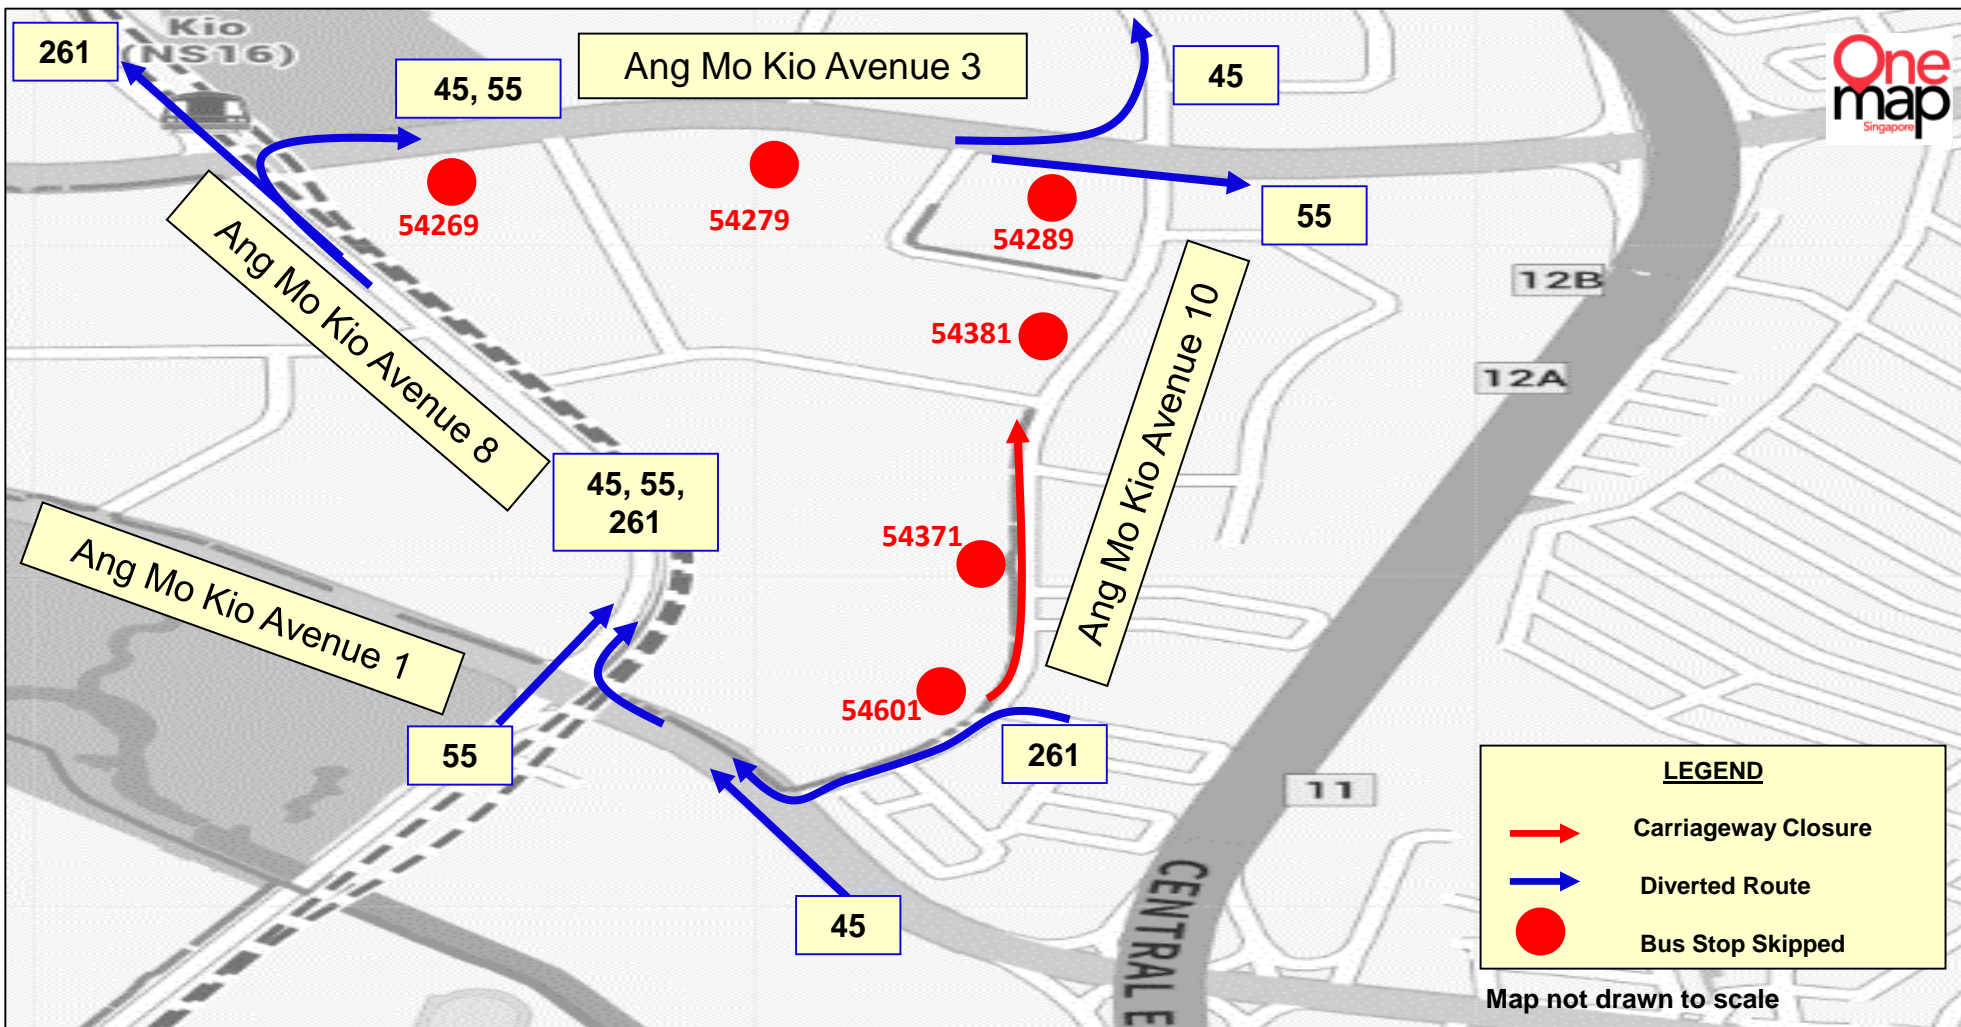 Kio
(NS16)
261
45, 55
Ang Mo Kio Avenue 3
45
One
map
Singapore
54269
54279
54289
55
Ang Mo Kio Avenue 8
54381
Ang Mo Kio Avenue 10
12B
12A
45, 55,
261
54371
Ang Mo Kio Avenue 1
54601
55
261
11
45
CENTRAL E
LEGEND
Carriageway Closure
Diverted Route
Bus Stop Skipped
Map not drawn to scale